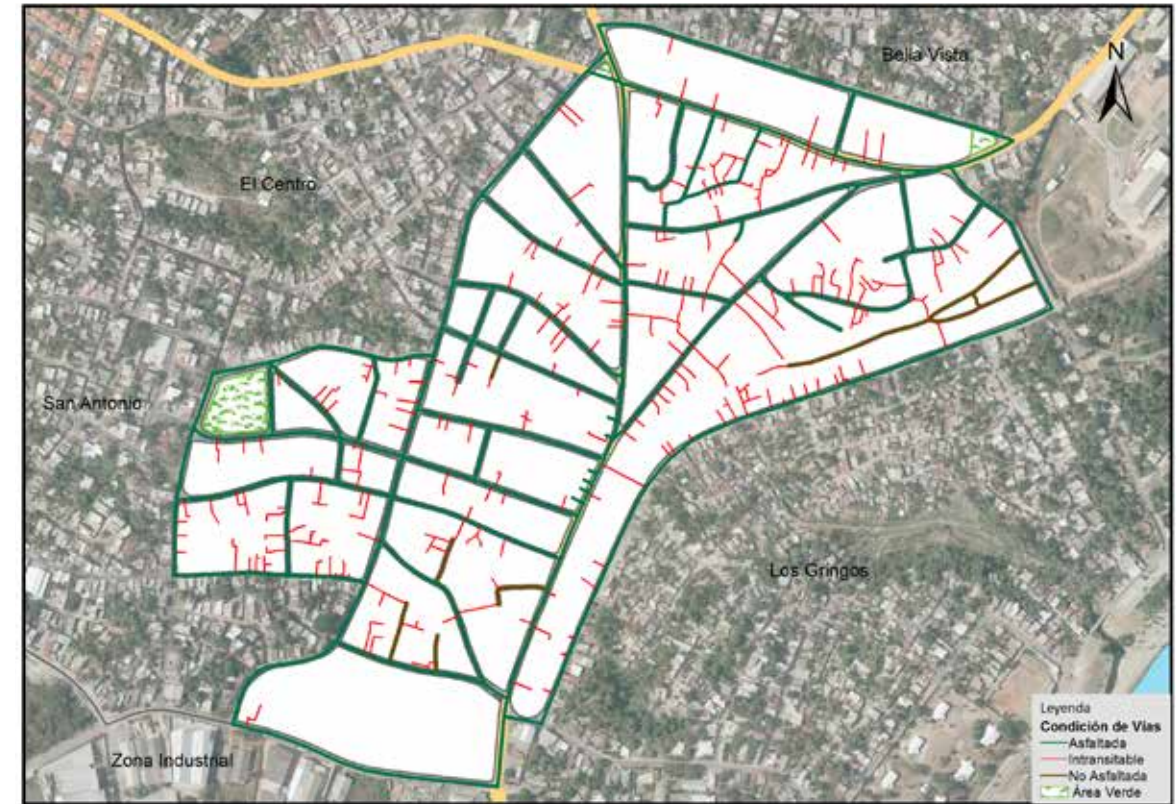 Bella Vista
N
El Centro
San Antonio
Los Gringos
Zona Industrial
Leyenda
Condición de Vías
Asfaltada
Intransitable
No Asfaltada
Área Verde